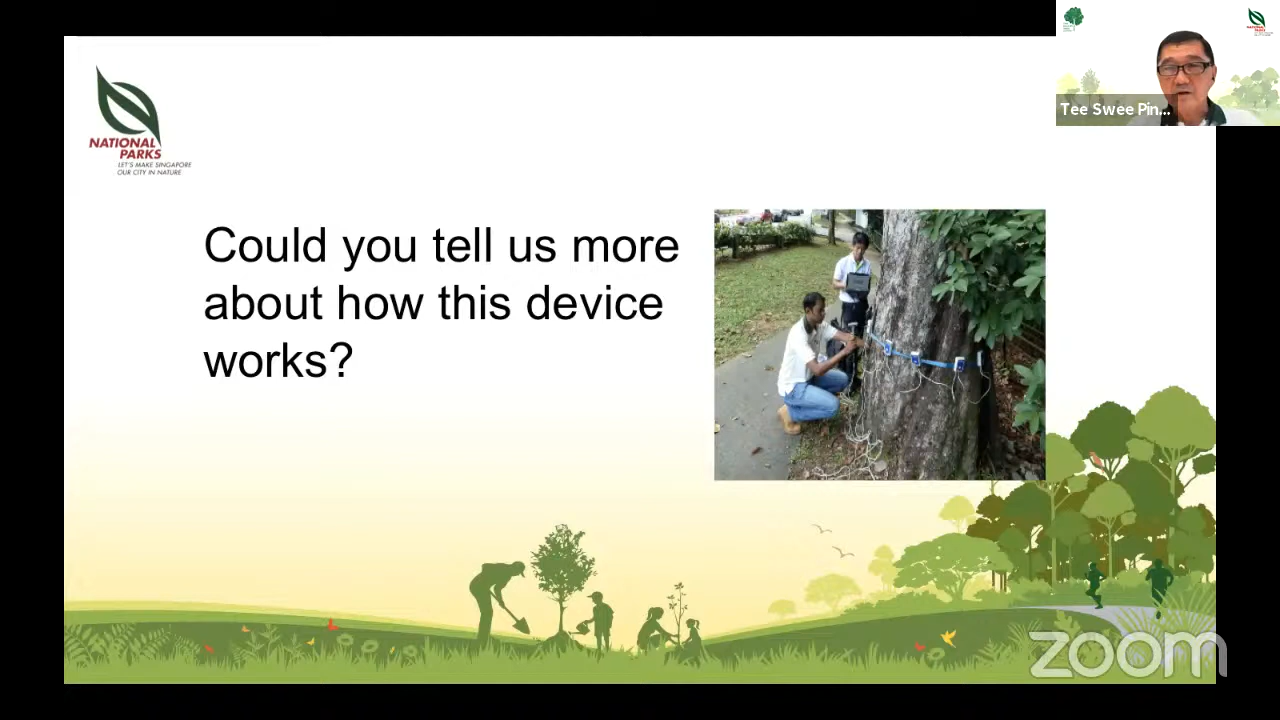 NATIONAL
PARKS
LET'S MAKE SINGAPORE
OUR CITY IN NATURE
Could you tell us more
about how this device
works?
Tee Swee Pin...
zoom